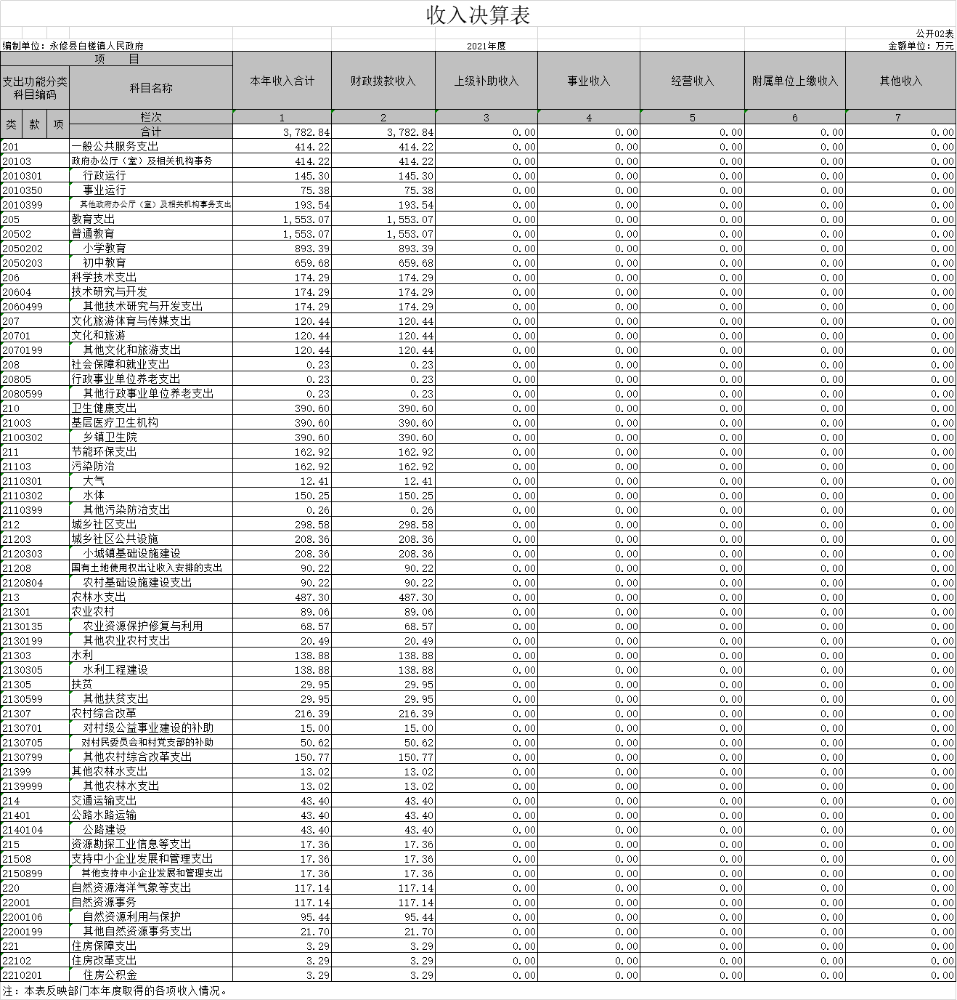 收入决算表
公开02表
编制单位：永修县白槎镇人民政府 2021年度 金额单位：万元
项 目 本年收入合计 财政拨款收入 上级补助收入 事业收入 经营收入 附属单位上缴收入 其他收入
支出功能分类科目编码 科目名称
类 款 项 栏次 1 2 3 4 5 6 7
合计 3,782.84 3,782.84 0.00 0.00 0.00 0.00 0.00
201 一般公共服务支出 414.22 414.22 0.00 0.00 0.00 0.00 0.00
20103 政府办公厅（室）及相关机构事务 414.22 414.22 0.00 0.00 0.00 0.00 0.00
2010301 行政运行 145.30 145.30 0.00 0.00 0.00 0.00 0.00
2010350 事业运行 75.38 75.38 0.00 0.00 0.00 0.00 0.00
2010399 其他政府办公厅（室）及相关机构事务支出 193.54 193.54 0.00 0.00 0.00 0.00 0.00
205 教育支出 1,553.07 1,553.07 0.00 0.00 0.00 0.00 0.00
20502 普通教育 1,553.07 1,553.07 0.00 0.00 0.00 0.00 0.00
2050202 小学教育 893.39 893.39 0.00 0.00 0.00 0.00 0.00
2050203 初中教育 659.68 659.68 0.00 0.00 0.00 0.00 0.00
206 科学技术支出 174.29 174.29 0.00 0.00 0.00 0.00 0.00
20604 技术研究与开发 174.29 174.29 0.00 0.00 0.00 0.00 0.00
2060499 其他技术研究与开发支出 174.29 174.29 0.00 0.00 0.00 0.00 0.00
207 文化旅游体育与传媒支出 120.44 120.44 0.00 0.00 0.00 0.00 0.00
20701 文化和旅游 120.44 120.44 0.00 0.00 0.00 0.00 0.00
2070199 其他文化和旅游支出 120.44 120.44 0.00 0.00 0.00 0.00 0.00
208 社会保障和就业支出 0.23 0.23 0.00 0.00 0.00 0.00 0.00
20805 行政事业单位养老支出 0.23 0.23 0.00 0.00 0.00 0.00 0.00
2080599 其他行政事业单位养老支出 0.23 0.23 0.00 0.00 0.00 0.00 0.00
210 卫生健康支出 390.60 390.60 0.00 0.00 0.00 0.00 0.00
21003 基层医疗卫生机构 390.60 390.60 0.00 0.00 0.00 0.00 0.00
2100302 乡镇卫生院 390.60 390.60 0.00 0.00 0.00 0.00 0.00
211 节能环保支出 162.92 162.92 0.00 0.00 0.00 0.00 0.00
21103 污染防治 162.92 162.92 0.00 0.00 0.00 0.00 0.00
2110301 大气 12.41 12.41 0.00 0.00 0.00 0.00 0.00
2110302 水体 150.25 150.25 0.00 0.00 0.00 0.00 0.00
2110399 其他污染防治支出 0.26 0.26 0.00 0.00 0.00 0.00 0.00
212 城乡社区支出 298.58 298.58 0.00 0.00 0.00 0.00 0.00
21203 城乡社区公共设施 208.36 208.36 0.00 0.00 0.00 0.00 0.00
2120303 小城镇基础设施建设 208.36 208.36 0.00 0.00 0.00 0.00 0.00
21208 国有土地使用权出让收入安排的支出 90.22 90.22 0.00 0.00 0.00 0.00 0.00
2120804 农村基础设施建设支出 90.22 90.22 0.00 0.00 0.00 0.00 0.00
213 农林水支出 487.30 487.30 0.00 0.00 0.00 0.00 0.00
21301 农业农村 89.06 89.06 0.00 0.00 0.00 0.00 0.00
2130135 农业资源保护修复与利用 68.57 68.57 0.00 0.00 0.00 0.00 0.00
2130199 其他农业农村支出 20.49 20.49 0.00 0.00 0.00 0.00 0.00
21303 水利 138.88 138.88 0.00 0.00 0.00 0.00 0.00
2130305 水利工程建设 138.88 138.88 0.00 0.00 0.00 0.00 0.00
21305 扶贫 29.95 29.95 0.00 0.00 0.00 0.00 0.00
2130599 其他扶贫支出 29.95 29.95 0.00 0.00 0.00 0.00 0.00
21307 农村综合改革 216.39 216.39 0.00 0.00 0.00 0.00 0.00
2130701 对村级公益事业建设的补助 15.00 15.00 0.00 0.00 0.00 0.00 0.00
2130705 对村民委员会和村党支部的补助 50.62 50.62 0.00 0.00 0.00 0.00 0.00
2130799 其他农村综合改革支出 150.77 150.77 0.00 0.00 0.00 0.00 0.00
21399 其他农林水支出 13.02 13.02 0.00 0.00 0.00 0.00 0.00
2139999 其他农林水支出 13.02 13.02 0.00 0.00 0.00 0.00 0.00
214 交通运输支出 43.40 43.40 0.00 0.00 0.00 0.00 0.00
21401 公路水路运输 43.40 43.40 0.00 0.00 0.00 0.00 0.00
2140104 公路建设 43.40 43.40 0.00 0.00 0.00 0.00 0.00
215 资源勘探工业信息等支出 17.36 17.36 0.00 0.00 0.00 0.00 0.00
21508 支持中小企业发展和管理支出 17.36 17.36 0.00 0.00 0.00 0.00 0.00
2150899 其他支持中小企业发展和管理支出 17.36 17.36 0.00 0.00 0.00 0.00 0.00
220 自然资源海洋气象等支出 117.14 117.14 0.00 0.00 0.00 0.00 0.00
22001 自然资源事务 117.14 117.14 0.00 0.00 0.00 0.00 0.00
2200106 自然资源利用与保护 95.44 95.44 0.00 0.00 0.00 0.00 0.00
2200199 其他自然资源事务支出 21.70 21.70 0.00 0.00 0.00 0.00 0.00
221 住房保障支出 3.29 3.29 0.00 0.00 0.00 0.00 0.00
22102 住房改革支出 3.29 3.29 0.00 0.00 0.00 0.00 0.00
2210201 住房公积金 3.29 3.29 0.00 0.00 0.00 0.00 0.00
注：本表反映部门本年度取得的各项收入情况。